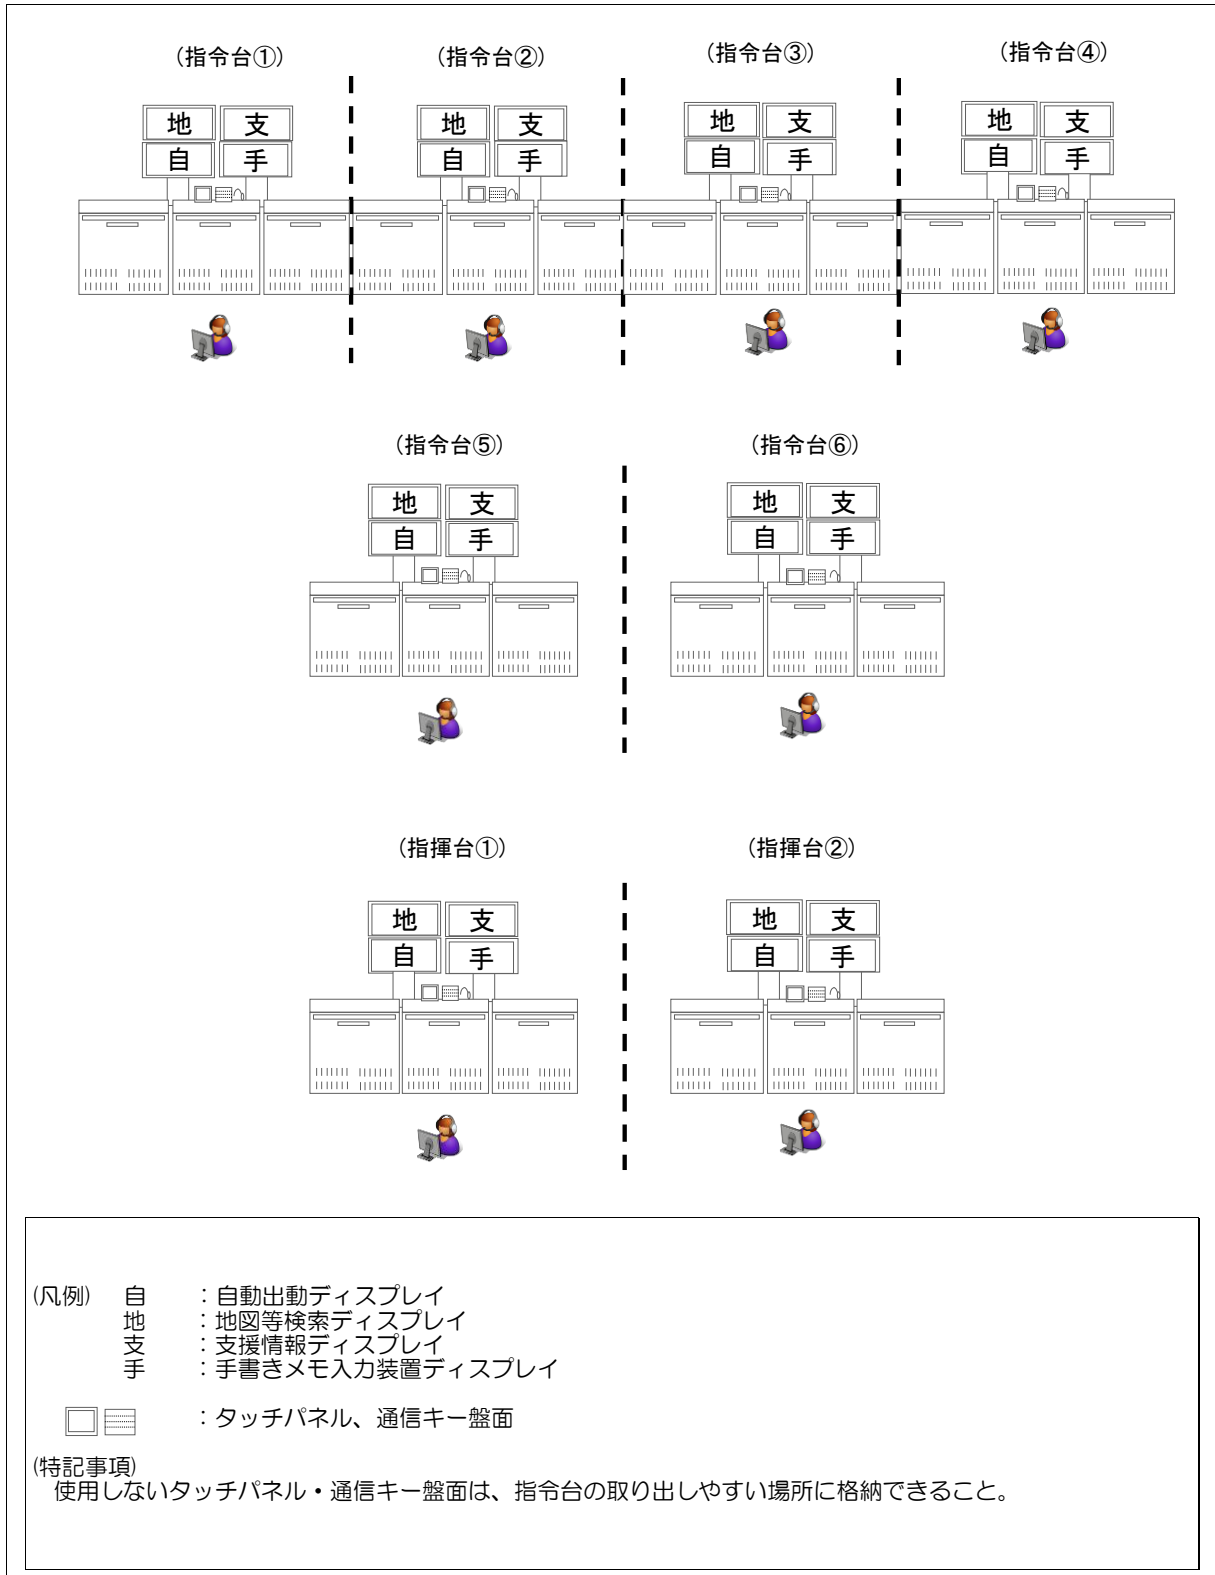 (指令台①) (指令台②) (指令台③) (指令台④)
地 支 地 支 地 支 地 支
自 手 自 手 自 手 自 手
(指令台⑤) (指令台⑥)
地 支 地 支
自 手 自 手
(指揮台①) (指揮台②)
地 支 地 支
自 手 自 手
(凡例) 自 :自動出動ディスプレイ
地 :地図等検索ディスプレイ
支 :支援情報ディスプレイ
手 :手書きメモ入力装置ディスプレイ
:タッチパネル、通信キー盤面
(特記事項)
使用しないタッチパネル・通信キー盤面は、指令台の取り出しやすい場所に格納できること。